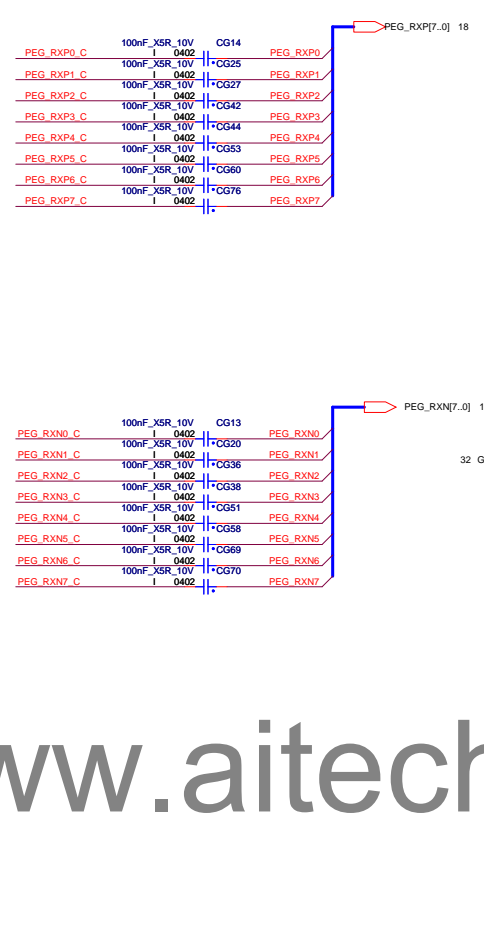 PEG_RXP[7..0] 18
100nF_X5R_10V CG14
PEG_RXP0_C I 0402 PEG_RXP0
100nF_X5R_10V CG25
PEG_RXP1_C I 0402 PEG_RXP1
100nF_X5R_10V CG27
PEG_RXP2_C I 0402 PEG_RXP2
100nF_X5R_10V CG42
PEG_RXP3_C I 0402 PEG_RXP3
100nF_X5R_10V CG44
PEG_RXP4_C I 0402 PEG_RXP4
100nF_X5R_10V CG53
PEG_RXP5_C I 0402 PEG_RXP5
100nF_X5R_10V CG60
PEG_RXP6_C I 0402 PEG_RXP6
100nF_X5R_10V CG76
PEG_RXP7_C I 0402 PEG_RXP7
PEG_RXN[7..0] 1
100nF_X5R_10V CG13
PEG_RXN0_C I 0402 PEG_RXN0
100nF_X5R_10V CG20
PEG_RXN1_C I 0402 PEG_RXN1
32 G
100nF_X5R_10V CG36
PEG_RXN2_C I 0402 PEG_RXN2
100nF_X5R_10V CG38
PEG_RXN3_C I 0402 PEG_RXN3
100nF_X5R_10V CG51
PEG_RXN4_C I 0402 PEG_RXN4
100nF_X5R_10V CG58
PEG_RXN5_C I 0402 PEG_RXN5
100nF_X5R_10V CG69
PEG_RXN6_C I 0402 PEG_RXN6
100nF_X5R_10V CG70
PEG_RXN7_C I 0402 PEG_RXN7
ww.aitech